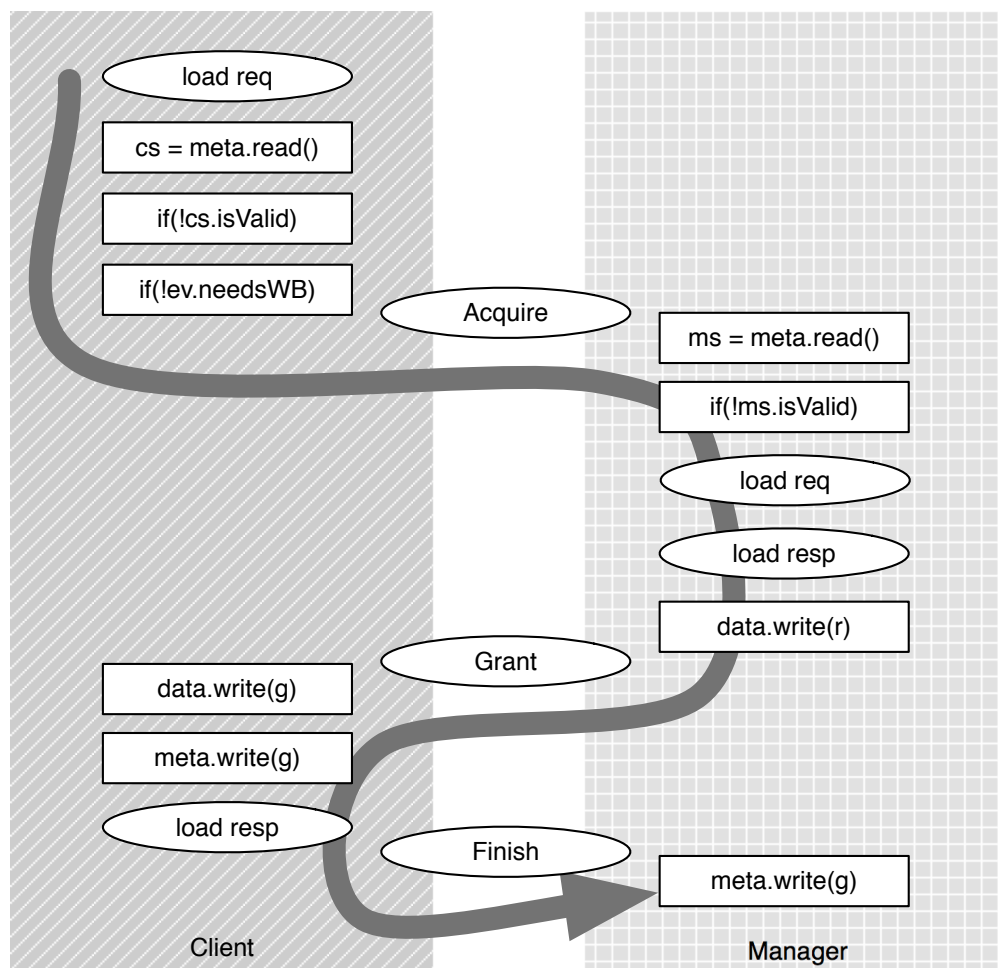 load req
cs = meta.read()
if(!cs.isValid)
if(!ev.needsWB)
Acquire
ms = meta.read()
if(!ms.isValid)
load req
load resp
data.write(r)
Grant
data.write(g)
meta.write(g)
load resp
Finish
meta.write(g)
Client
Manager